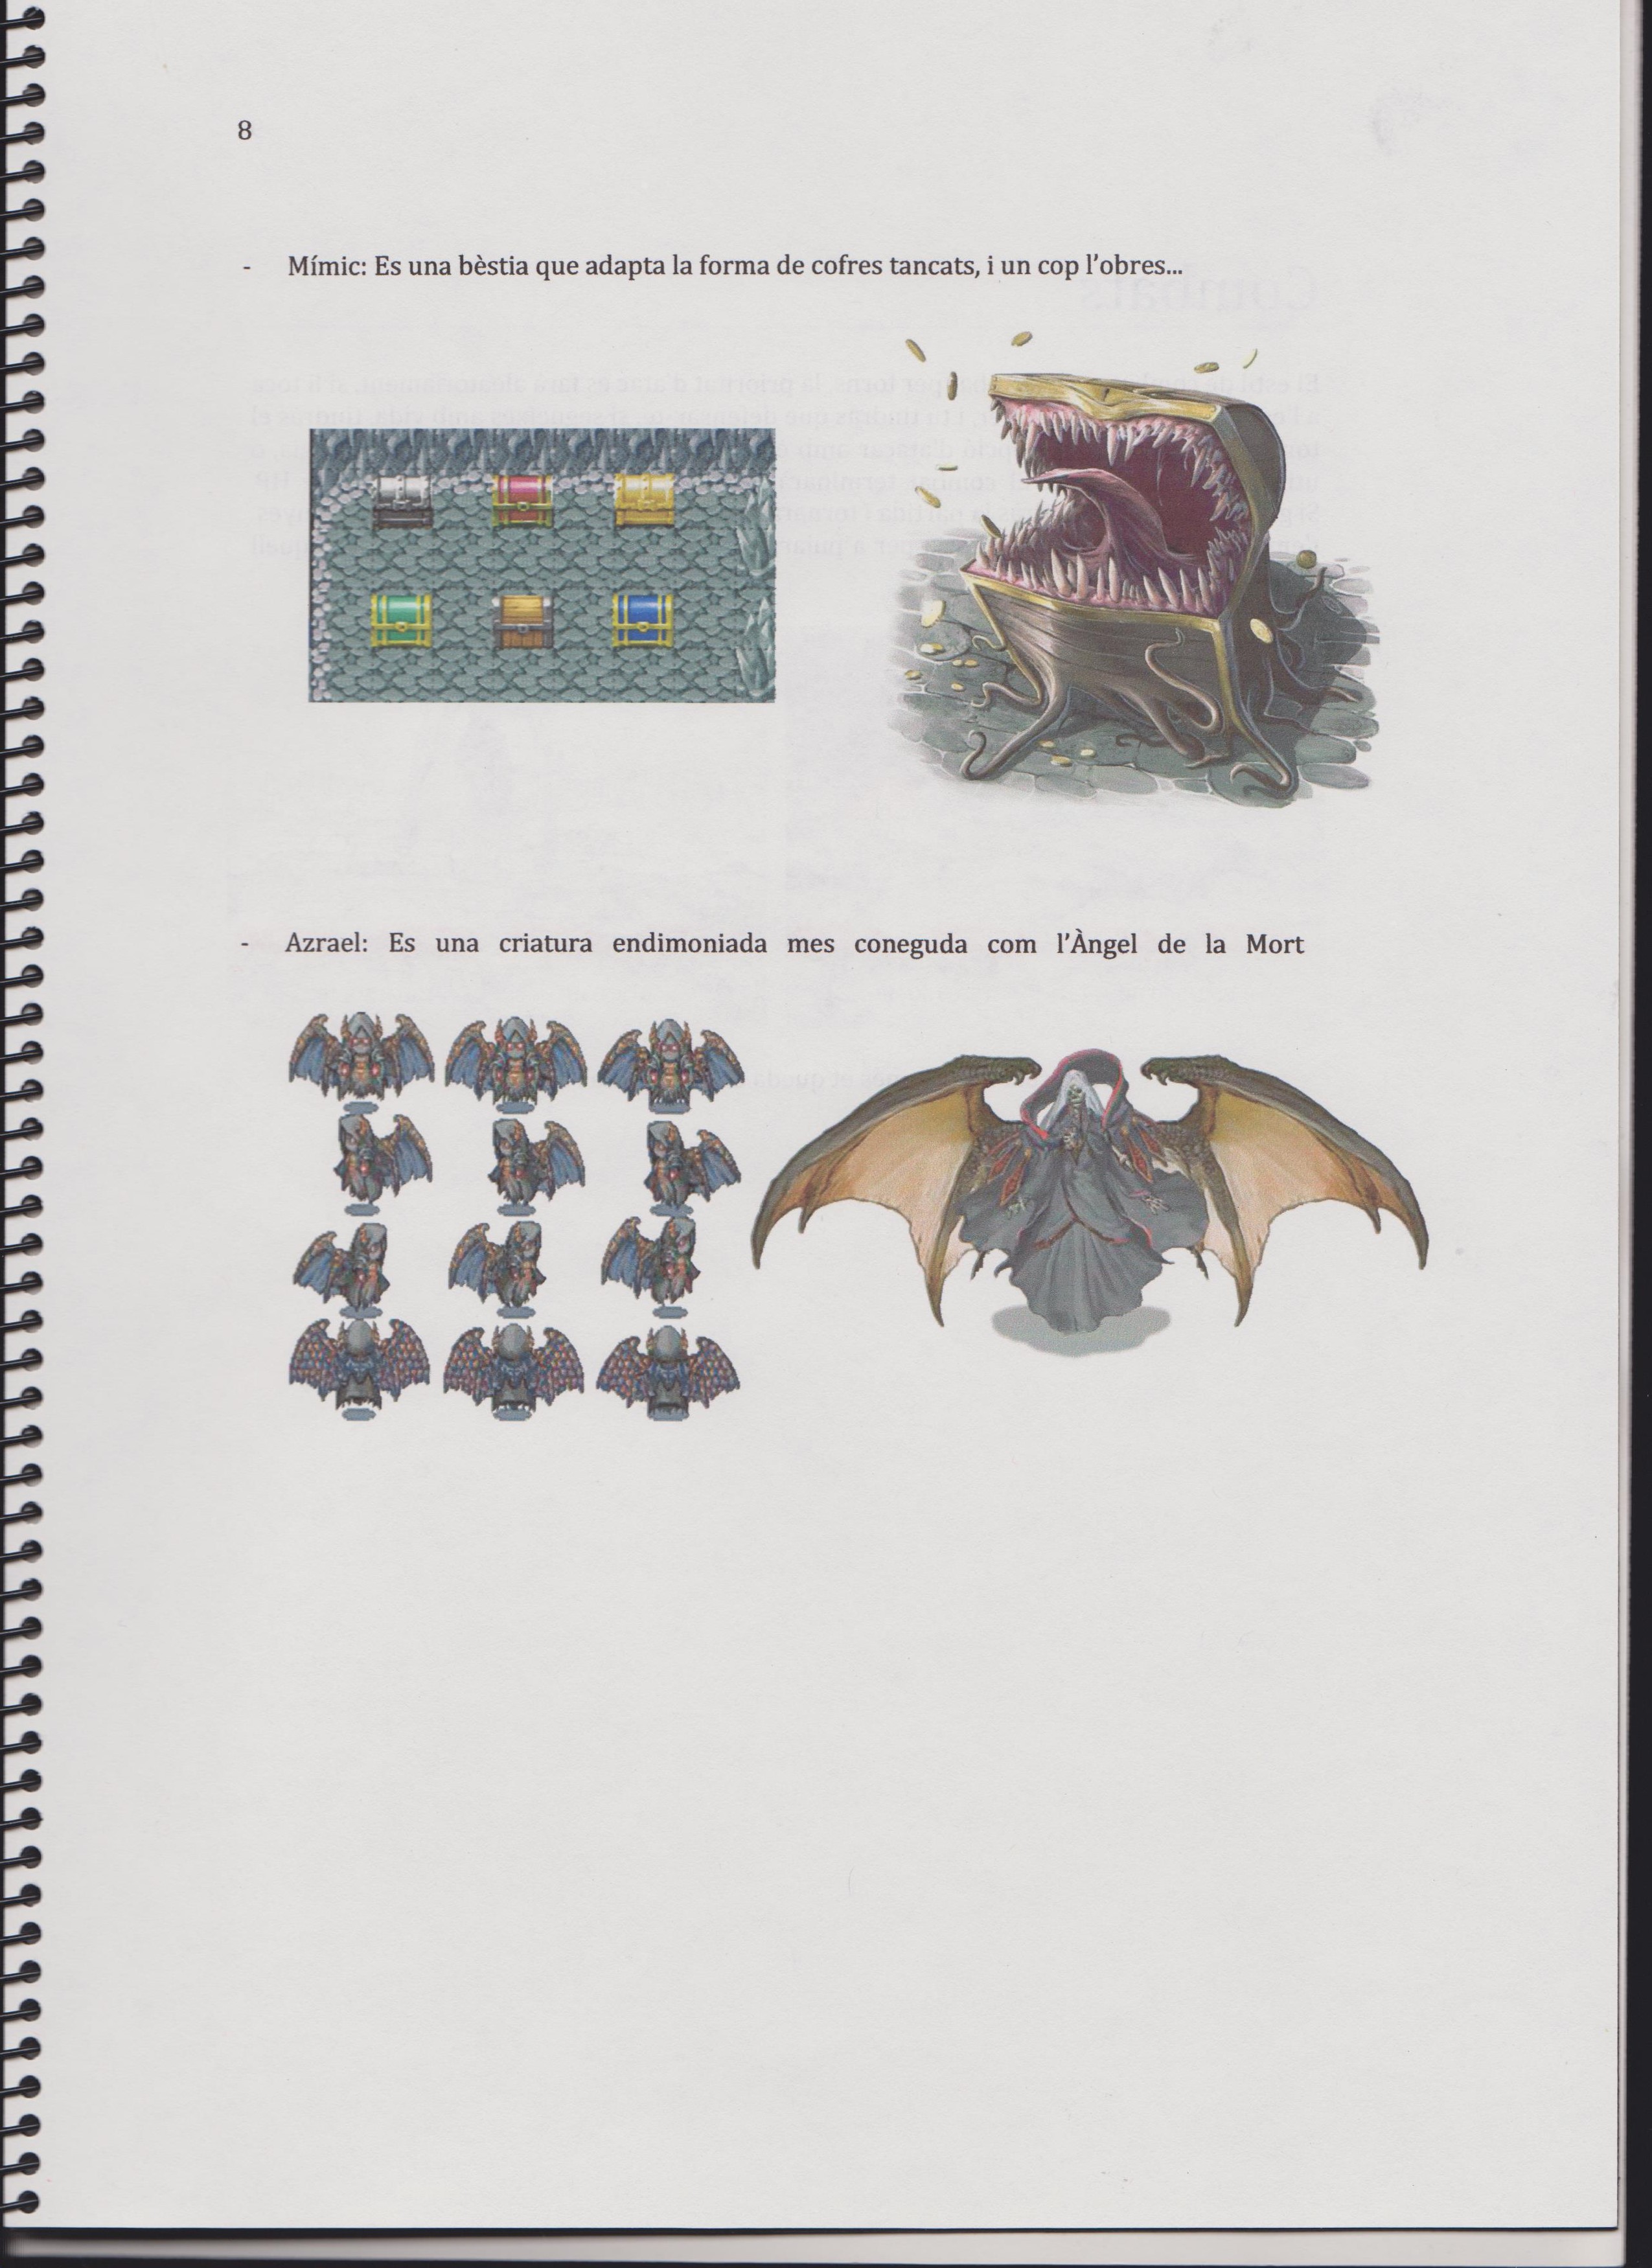 8
- Mímic: Es una bèstia que adapta la forma de cofres tancats, i un cop l'obres...
- Azrael: Es una criatura endimoniada mes coneguda com l'Àngel de la Mort